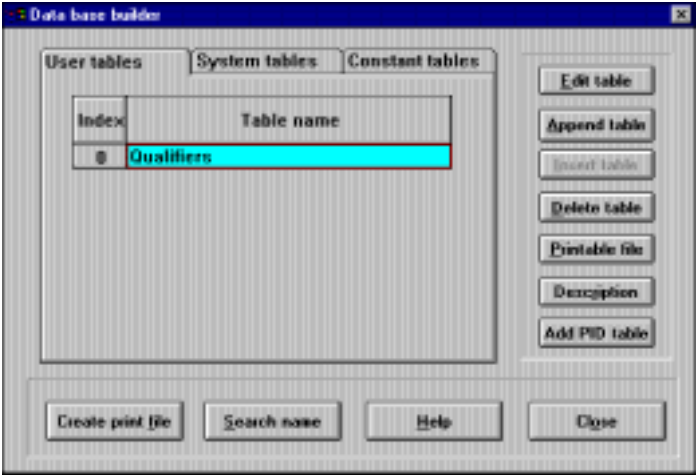 Data base builder
User tables System tables Constant tables
Index Table name
0 Qualifiers
Edit table
Append table
Insert table
Delete table
Printable file
Description
Add PID table
Create print file Search name Help Close